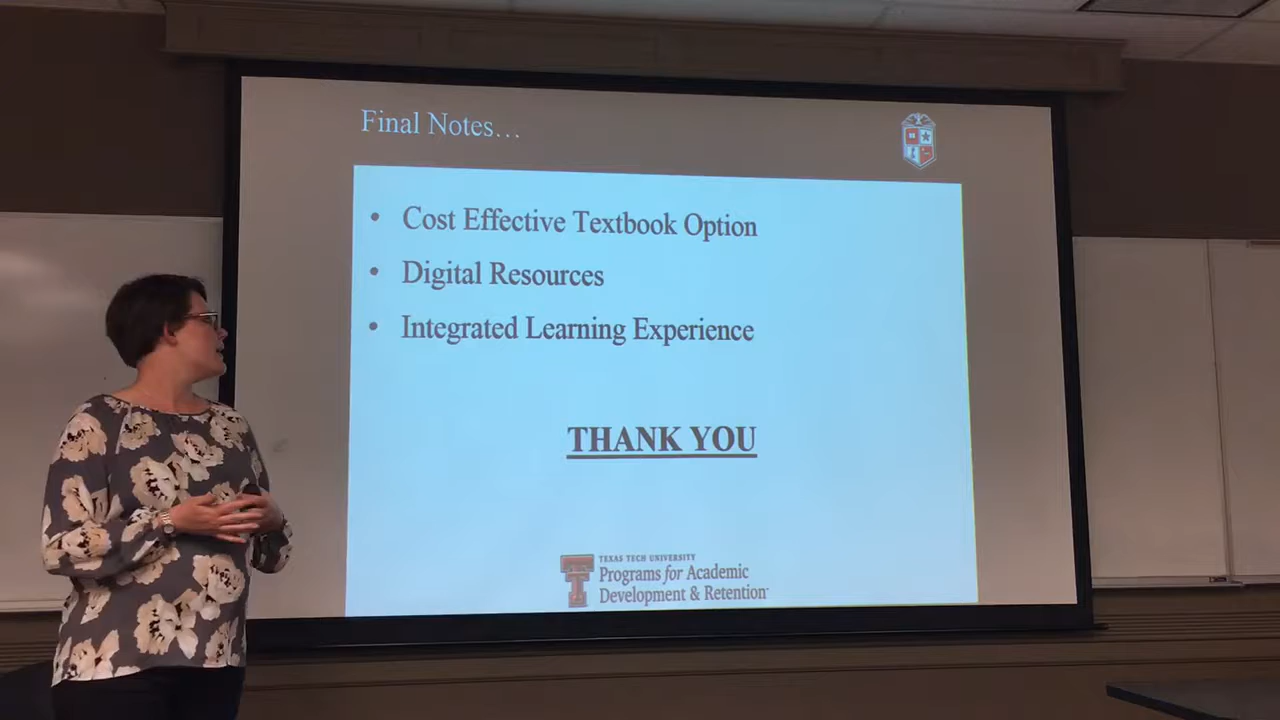 Final Notes…
• Cost Effective Textbook Option
• Digital Resources
• Integrated Learning Experience
THANK YOU
TEXAS TECH UNIVERSITY
Programs for Academic
Development & Retention